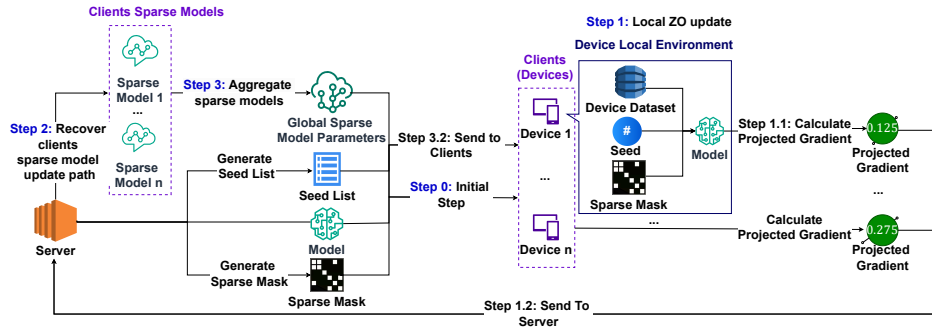 Clients Sparse Models
Sparse
Model 1
...
Sparse
Model n
Step 2: Recover
clients
sparse model
update path
Server
Step 3: Aggregate
sparse models
Global Sparse
Model Parameters
Generate
Seed List
Seed List
Model
Generate
Sparse Mask
Sparse Mask
Step 3.2: Send to
Clients
Step 0: Initial
Step
Clients
(Devices)
Device 1
...
Device n
Step 1: Local ZO update
Device Local Environment
Device Dataset
#
Seed
Sparse Mask
Model
...
Step 1.1: Calculate
Projected Gradient
0.125
Projected
Gradient
...
Calculate
Projected Gradient
0.275
Projected
Gradient
Step 1.2: Send To
Server